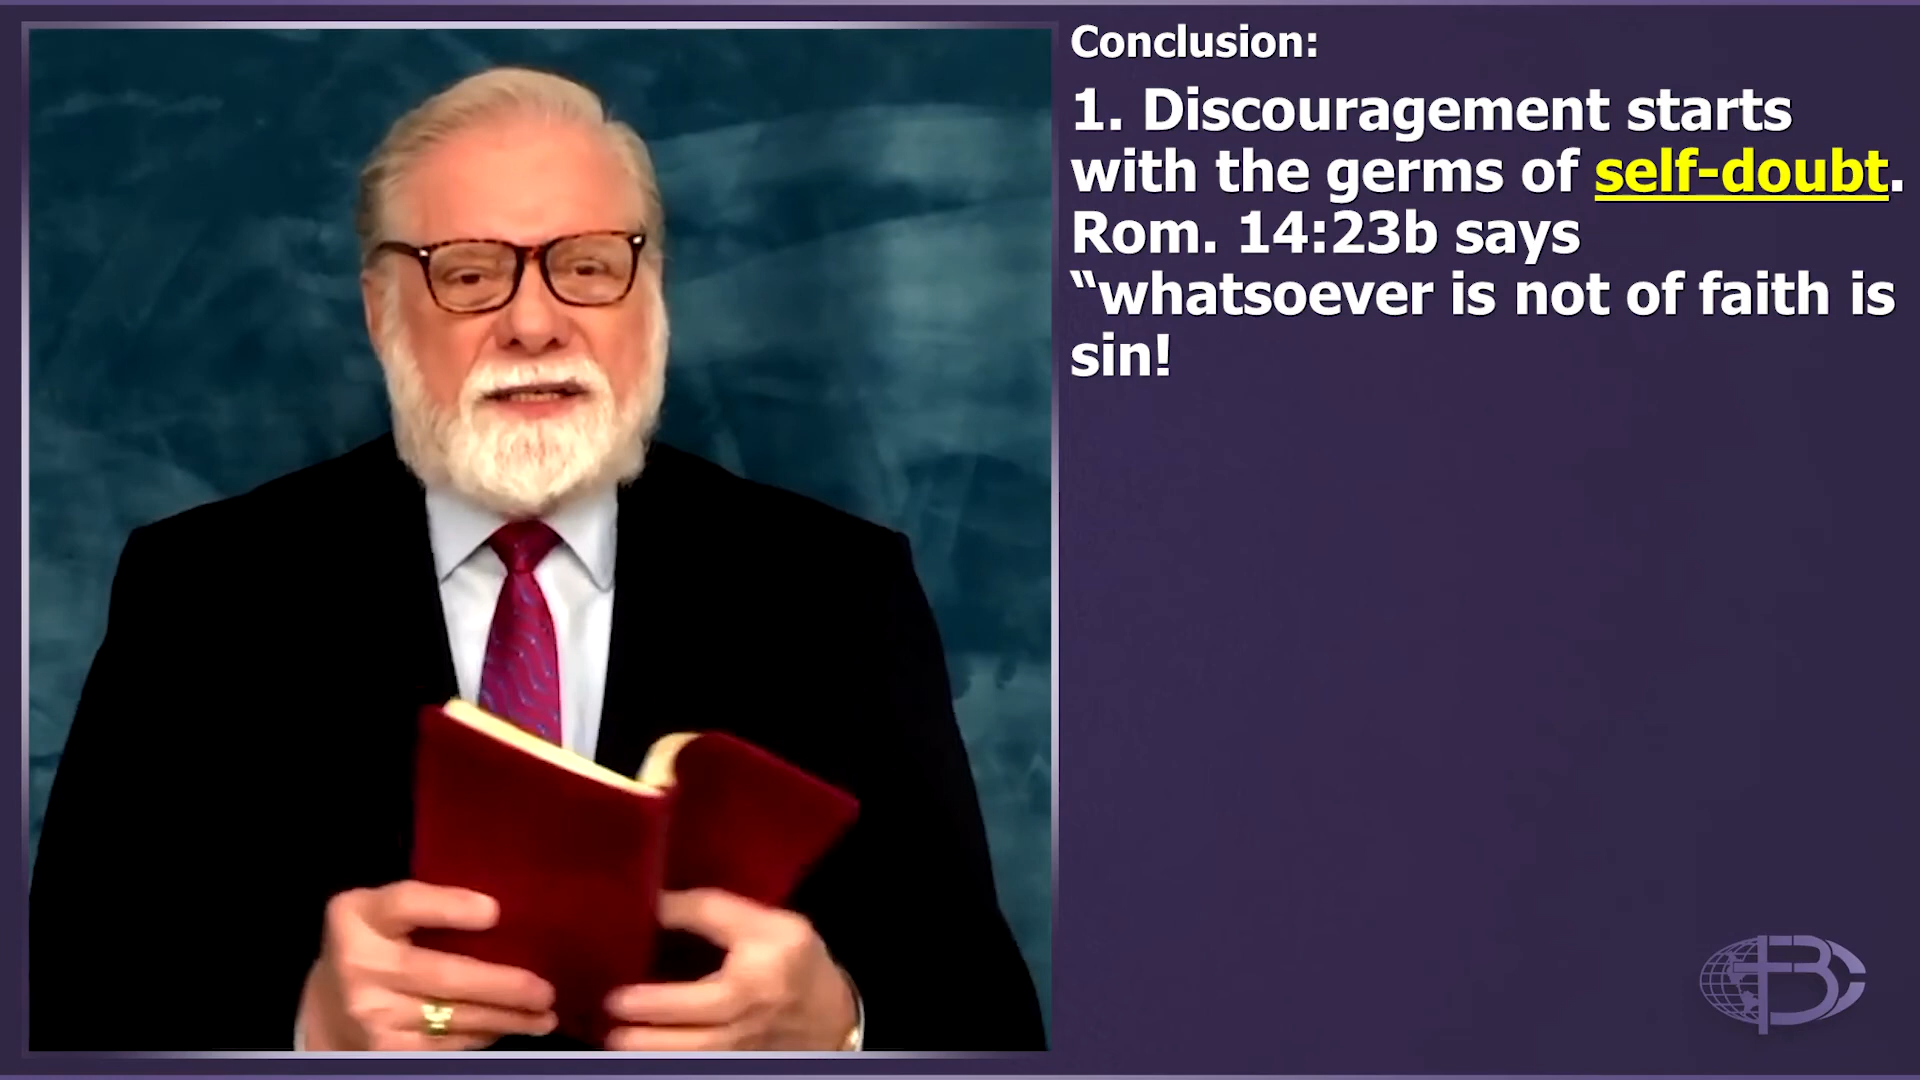 Conclusion:
1. Discouragement starts
with the germs of self-doubt.
Rom. 14:23b says
“whatsoever is not of faith is
sin!
FBC